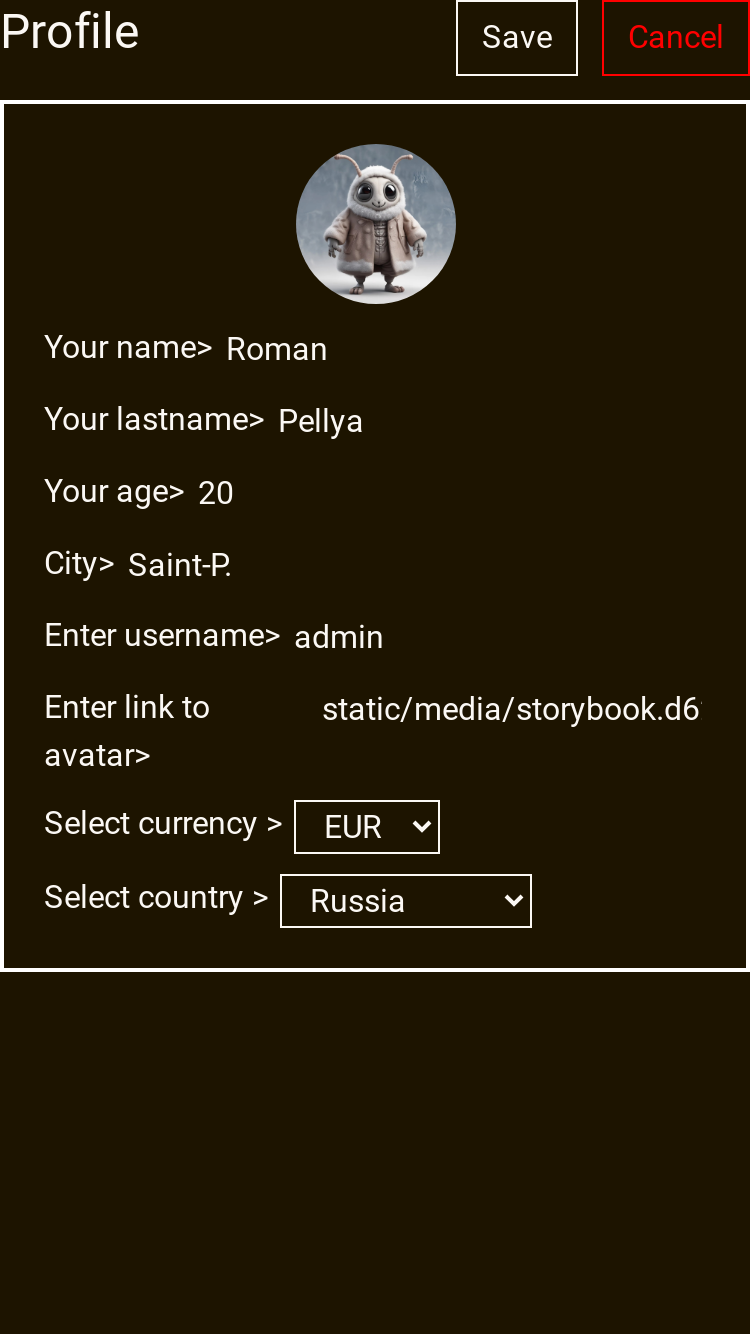 Profile Save Cancel
Your name> Roman
Your lastname> Pellya
Your age> 20
City> Saint-P.
Enter username> admin
Enter link to static/media/storybook.d6
avatar>
Select currency > EUR
Select country > Russia